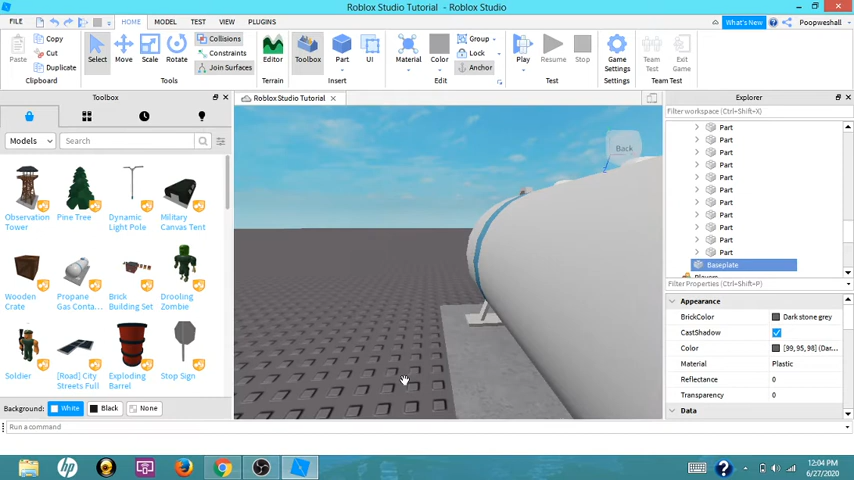 Roblox Studio Tutorial - Roblox Studio
FILE HOME MODEL TEST VIEW PLUGINS What's New Poopweshall
Paste Copy Cut Duplicate Select Move Scale Rotate Collisions Constraints Join Surfaces Editor Toolbox Part UI Material Color Group Lock Anchor Play Resume Stop Game Settings Team Test Exit Game
Clipboard Tools Terrain Insert Edit Settings Test Team Test
Toolbox
Roblox Studio Tutorial
Explorer
Filter workspace (Ctrl+Shift+X)
Models Search
Observation Tower
Pine Tree
Dynamic Light Pole
Military Canvas Tent
Wooden Crate
Propane Gas Conta...
Brick Building Set
Drooling Zombie
Soldier
[Road] City Streets Full
Exploding Barrel
Stop Sign
Background: White Black None
Back
Part
Part
Part
Part
Part
Part
Part
Part
Part
Part
Part
Baseplate
Players
Filter Properties (Ctrl+Shift+P)
Appearance
BrickColor Dark stone grey
CastShadow
Color [99,95,98] (Dar...
Material Plastic
Reflectance 0
Transparency 0
Data
Run a command
12:04 PM
6/27/2020